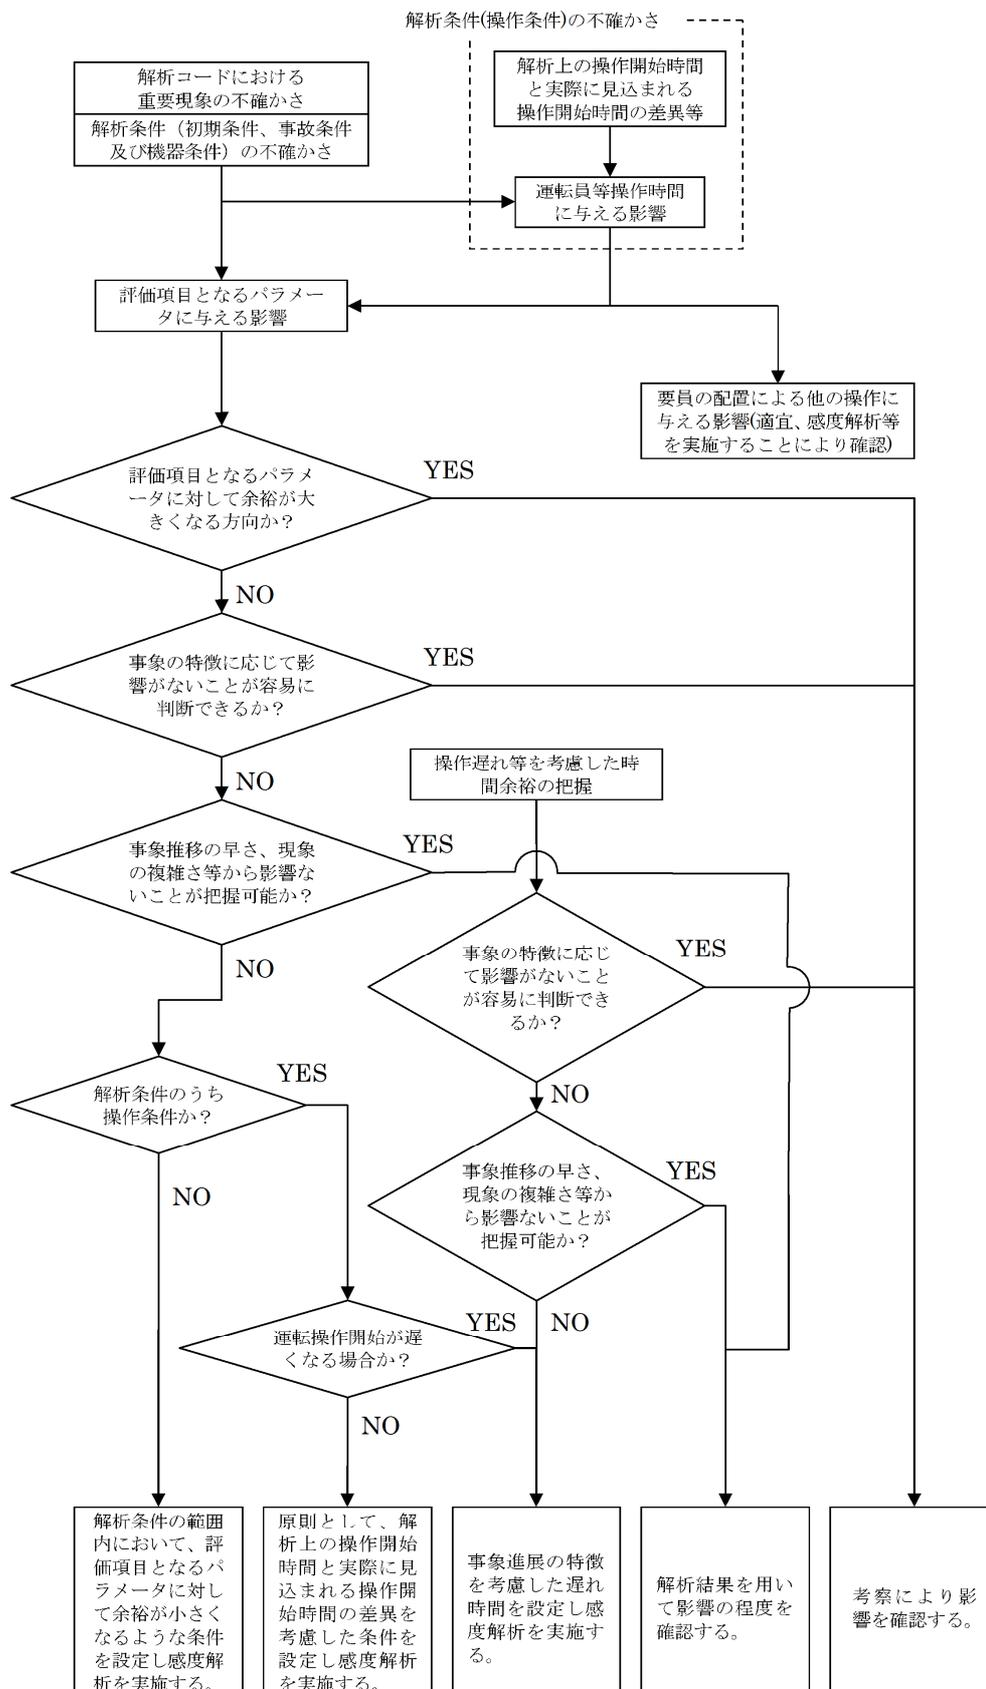 解析条件(操作条件)の不確かさ
解析コードにおける
重要現象の不確かさ
解析条件（初期条件、事故条件
及び機器条件）の不確かさ
解析上の操作開始時間
と実際に見込まれる
操作開始時間の差異等
運転員等操作時間
に与える影響
評価項目となるパラメー
タに与える影響
要員の配置による他の操作に
与える影響(適宜、感度解析等
を実施することにより確認)
評価項目となるパラメ
ータに対して余裕が大
きくなる方向か？
YES
NO
事象の特徴に応じて影
響がないことが容易に
判断できるか？
YES
NO
操作遅れ等を考慮した時
間余裕の把握
事象推移の早さ、現象
の複雑さ等から影響な
いことが把握可能か？
YES
NO
事象の特徴に応じ
て影響がないこと
が容易に判断でき
るか？
YES
NO
解析条件のうち
操作条件か？
YES
NO
事象推移の早さ、
現象の複雑さ等か
ら影響ないことが
把握可能か？
YES
NO
運転操作開始が遅
くなる場合か？
YES
NO
解析条件の範囲
内において、評
価項目となるパ
ラメータに対し
て余裕が小さく
なるような条件
を設定し感度解
析を実施する。
原則として、解
析上の操作開始
時間と実際に見
込まれる操作開
始時間の差異を
考慮した条件を
設定し感度解析
を実施する。
事象進展の特徴
を考慮した遅れ
時間を設定し感
度解析を実施す
る。
解析結果を用い
て影響の程度を
確認する。
考察により影
響を確認する。